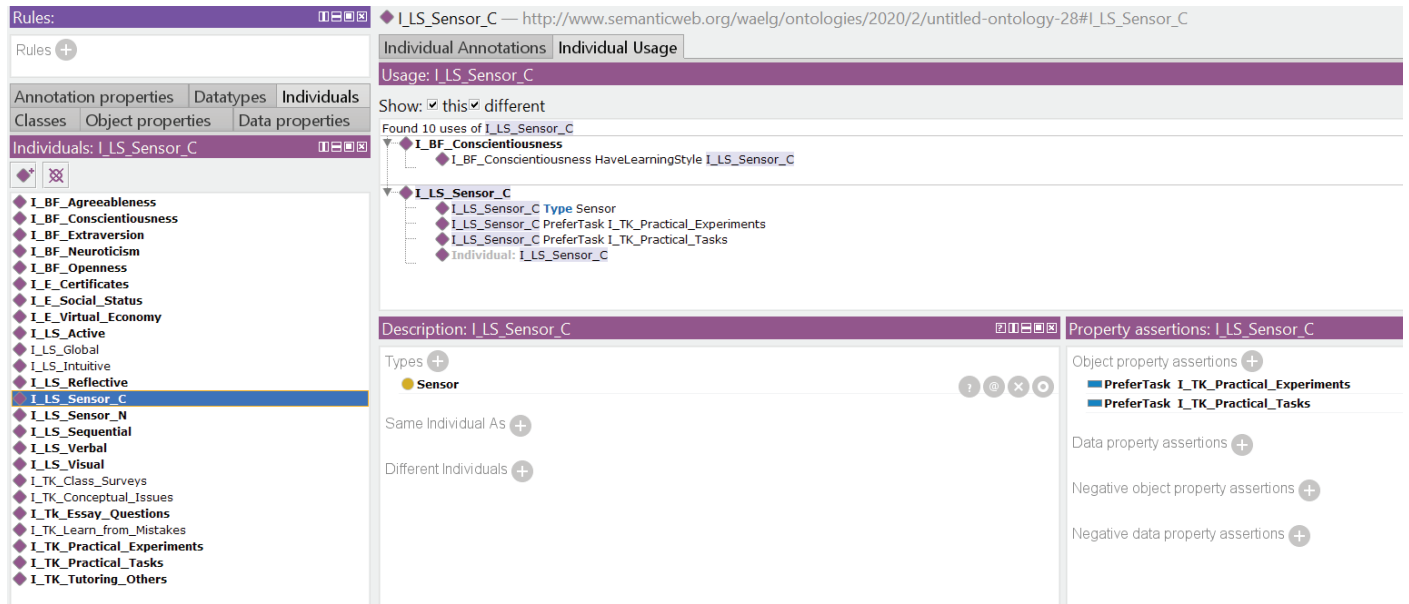 Rules:
Rules
Annotation properties Datatypes Individuals
Classes Object properties Data properties
Individuals: I_LS_Sensor_C
I_BF_Agreeableness
I_BF_Conscientiousness
I_BF_Extraversion
I_BF_Neuroticism
I_BF_Openness
I_E_Certificates
I_E_Social_Status
I_E_Virtual_Economy
I_LS_Active
I_LS_Global
I_LS_Intuitive
I_LS_Reflective
I_LS_Sensor_C
I_LS_Sensor_N
I_LS_Sequential
I_LS_Verbal
I_LS_Visual
I_TK_Class_Surveys
I_TK_Conceptual_Issues
I_Tk_Essay_Questions
I_TK_Learn_from_Mistakes
I_TK_Practical_Experiments
I_TK_Practical_Tasks
I_TK_Tutoring_Others
I_LS_Sensor_C — http://www.semanticweb.org/waelg/ontologies/2020/2/untitled-ontology-28#I_LS_Sensor_C
Individual Annotations Individual Usage
Usage: I_LS_Sensor_C
Show: this different
Found 10 uses of I_LS_Sensor_C
I_BF_Conscientiousness
I_BF_Conscientiousness HaveLearningStyle I_LS_Sensor_C
I_LS_Sensor_C
I_LS_Sensor_C Type Sensor
I_LS_Sensor_C PreferTask I_TK_Practical_Experiments
I_LS_Sensor_C PreferTask I_TK_Practical_Tasks
Individual: I_LS_Sensor_C
Description: I_LS_Sensor_C
Types
Sensor
Same Individual As
Different Individuals
Property assertions: I_LS_Sensor_C
Object property assertions
PreferTask I_TK_Practical_Experiments
PreferTask I_TK_Practical_Tasks
Data property assertions
Negative object property assertions
Negative data property assertions